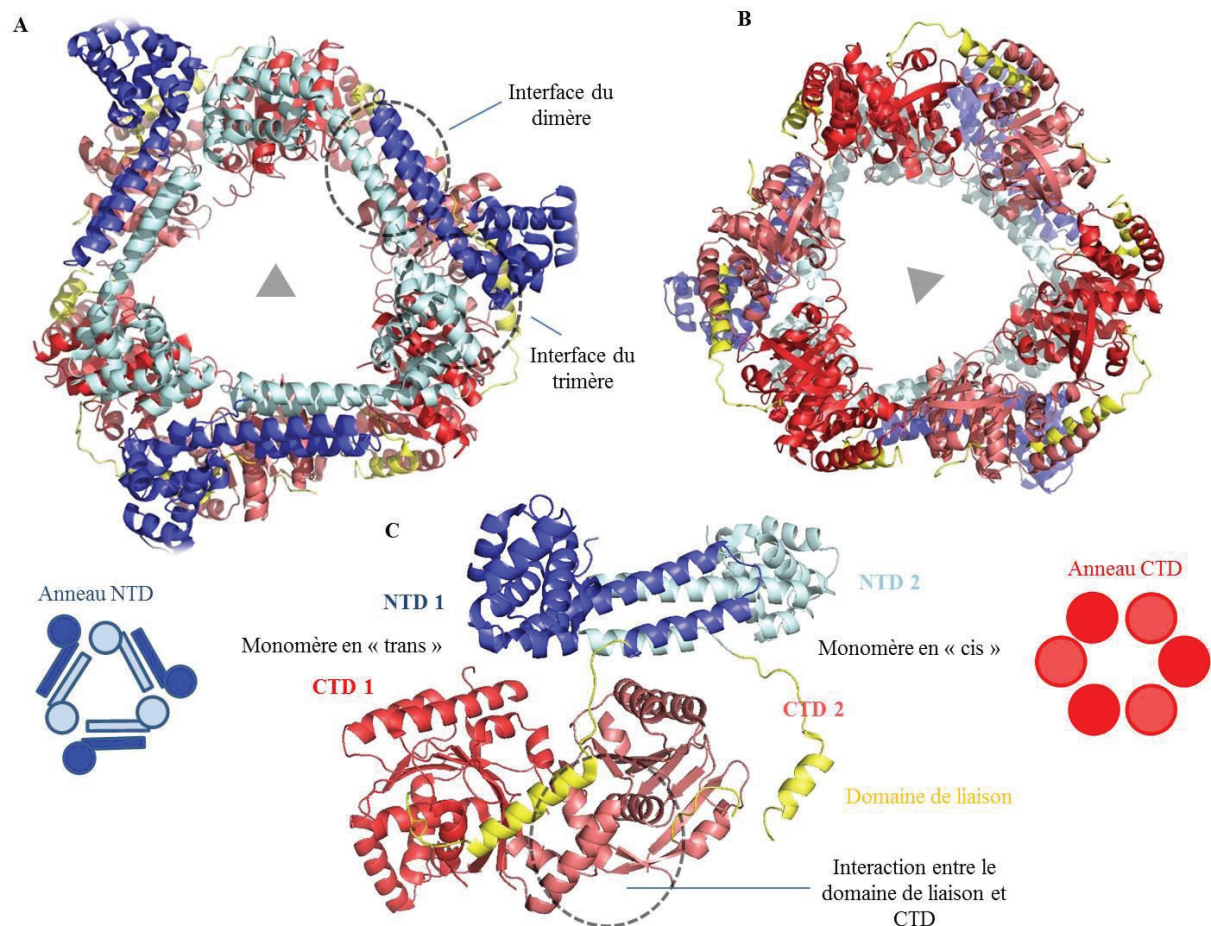 A
B
Interface du
dimère
Interface du
trimère
C
Anneau NTD
NTD 1
NTD 2
Anneau CTD
Monomère en « trans »
Monomère en « cis »
CTD 1
CTD 2
Domaine de liaison
Interaction entre le
domaine de liaison et
CTD